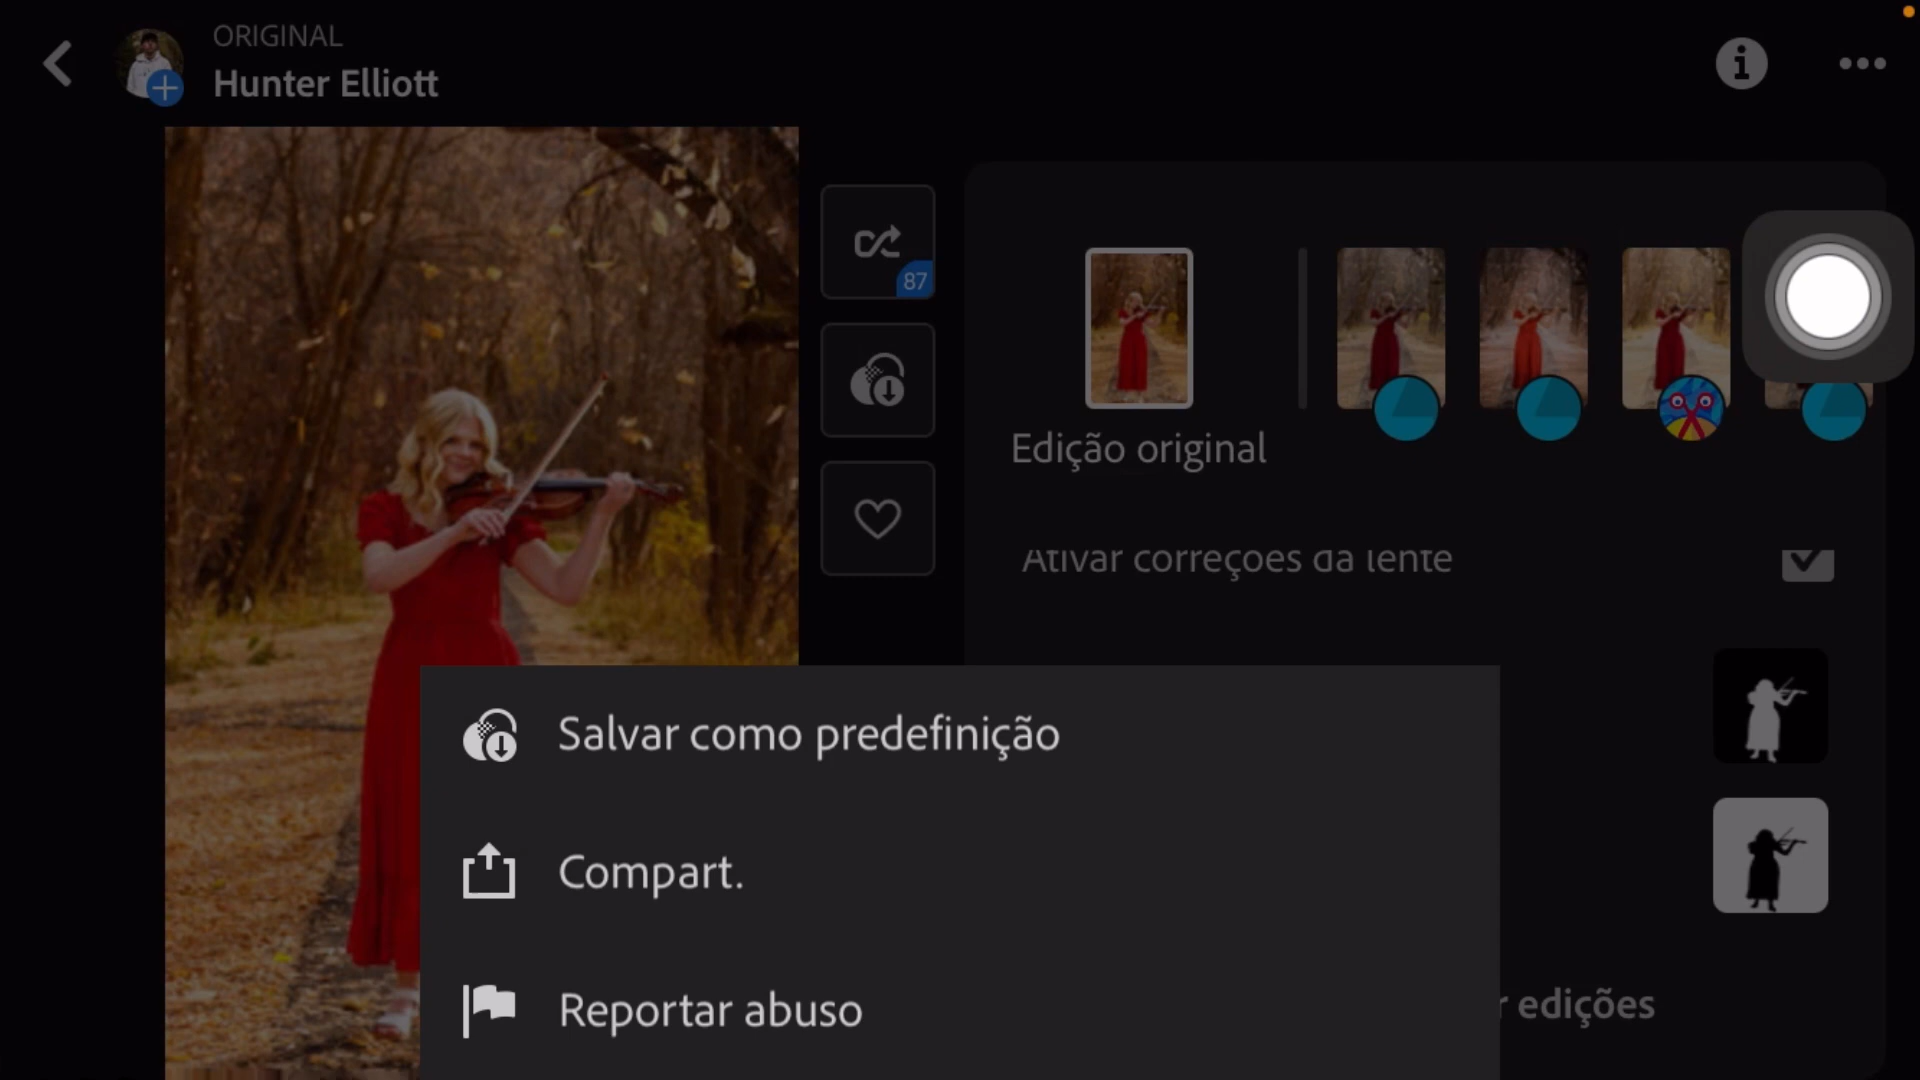 ORIGINAL
Hunter Elliott
87
Edição original
Ativar correções da lente
Salvar como predefinição
Compart.
Reportar abuso
r edições